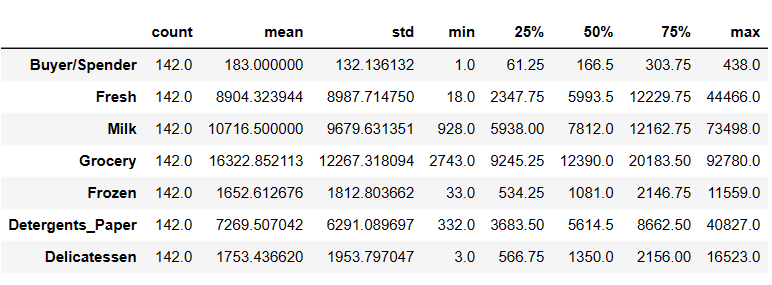 count mean std min 25% 50% 75% max
Buyer/Spender 142.0 183.000000 132.136132 1.0 61.25 166.5 303.75 438.0
Fresh 142.0 8904.323944 8987.714750 18.0 2347.75 5993.5 12229.75 44466.0
Milk 142.0 10716.500000 9679.631351 928.0 5938.00 7812.0 12162.75 73498.0
Grocery 142.0 16322.852113 12267.318094 2743.0 9245.25 12390.0 20183.50 92780.0
Frozen 142.0 1652.612676 1812.803662 33.0 534.25 1081.0 2146.75 11559.0
Detergents_Paper 142.0 7269.507042 6291.089697 332.0 3683.50 5614.5 8662.50 40827.0
Delicatessen 142.0 1753.436620 1953.797047 3.0 566.75 1350.0 2156.00 16523.0